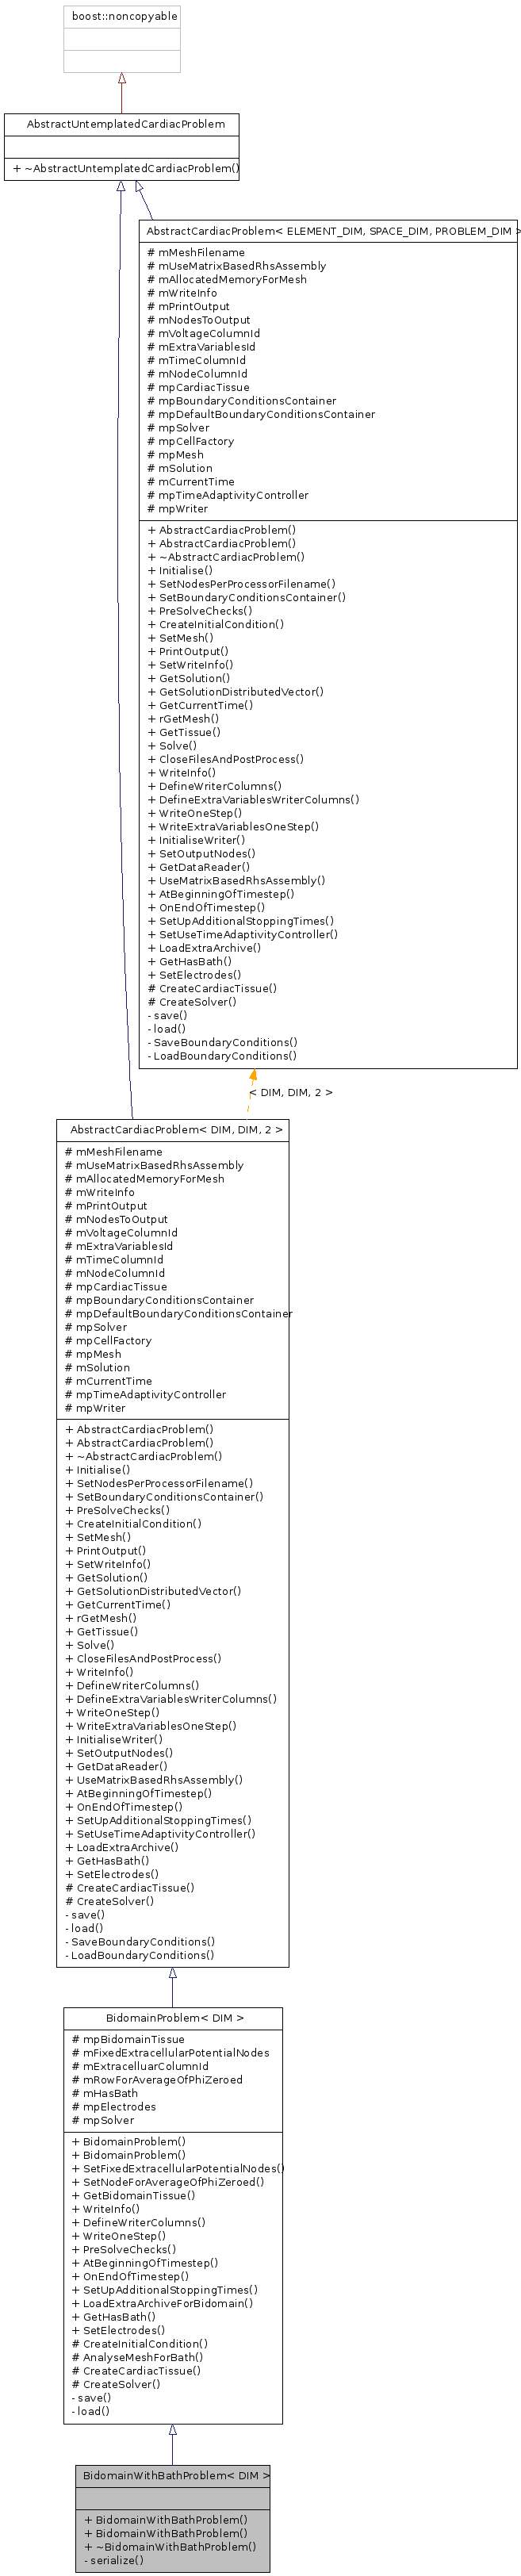 boost::noncopyable
AbstractUntemplatedCardiacProblem
+ ~AbstractUntemplatedCardiacProblem()
AbstractCardiacProblem< ELEMENT_DIM, SPACE_DIM, PROBLEM_DIM >
# mMeshFilename
# mUseMatrixBasedRhsAssembly
# mAllocatedMemoryForMesh
# mWriteInfo
# mPrintOutput
# mNodesToOutput
# mVoltageColumnId
# mExtraVariablesId
# mTimeColumnId
# mNodeColumnId
# mpCardiacTissue
# mpBoundaryConditionsContainer
# mpDefaultBoundaryConditionsContainer
# mpSolver
# mpCellFactory
# mpMesh
# mSolution
# mCurrentTime
# mpTimeAdaptivityController
# mpWriter
+ AbstractCardiacProblem()
+ AbstractCardiacProblem()
+ ~AbstractCardiacProblem()
+ Initialise()
+ SetNodesPerProcessorFilename()
+ SetBoundaryConditionsContainer()
+ PreSolveChecks()
+ CreateInitialCondition()
+ SetMesh()
+ PrintOutput()
+ SetWriteInfo()
+ GetSolution()
+ GetSolutionDistributedVector()
+ GetCurrentTime()
+ rGetMesh()
+ GetTissue()
+ Solve()
+ CloseFilesAndPostProcess()
+ WriteInfo()
+ DefineWriterColumns()
+ DefineExtraVariablesWriterColumns()
+ WriteOneStep()
+ WriteExtraVariablesOneStep()
+ InitialiseWriter()
+ SetOutputNodes()
+ GetDataReader()
+ UseMatrixBasedRhsAssembly()
+ AtBeginningOfTimestep()
+ OnEndOfTimestep()
+ SetUpAdditionalStoppingTimes()
+ SetUseTimeAdaptivityController()
+ LoadExtraArchive()
+ GetHasBath()
+ SetElectrodes()
# CreateCardiacTissue()
# CreateSolver()
- save()
- load()
- SaveBoundaryConditions()
- LoadBoundaryConditions()
< DIM, DIM, 2 >
AbstractCardiacProblem< DIM, DIM, 2 >
# mMeshFilename
# mUseMatrixBasedRhsAssembly
# mAllocatedMemoryForMesh
# mWriteInfo
# mPrintOutput
# mNodesToOutput
# mVoltageColumnId
# mExtraVariablesId
# mTimeColumnId
# mNodeColumnId
# mpCardiacTissue
# mpBoundaryConditionsContainer
# mpDefaultBoundaryConditionsContainer
# mpSolver
# mpCellFactory
# mpMesh
# mSolution
# mCurrentTime
# mpTimeAdaptivityController
# mpWriter
+ AbstractCardiacProblem()
+ AbstractCardiacProblem()
+ ~AbstractCardiacProblem()
+ Initialise()
+ SetNodesPerProcessorFilename()
+ SetBoundaryConditionsContainer()
+ PreSolveChecks()
+ CreateInitialCondition()
+ SetMesh()
+ PrintOutput()
+ SetWriteInfo()
+ GetSolution()
+ GetSolutionDistributedVector()
+ GetCurrentTime()
+ rGetMesh()
+ GetTissue()
+ Solve()
+ CloseFilesAndPostProcess()
+ WriteInfo()
+ DefineWriterColumns()
+ DefineExtraVariablesWriterColumns()
+ WriteOneStep()
+ WriteExtraVariablesOneStep()
+ InitialiseWriter()
+ SetOutputNodes()
+ GetDataReader()
+ UseMatrixBasedRhsAssembly()
+ AtBeginningOfTimestep()
+ OnEndOfTimestep()
+ SetUpAdditionalStoppingTimes()
+ SetUseTimeAdaptivityController()
+ LoadExtraArchive()
+ GetHasBath()
+ SetElectrodes()
# CreateCardiacTissue()
# CreateSolver()
- save()
- load()
- SaveBoundaryConditions()
- LoadBoundaryConditions()
BidomainProblem< DIM >
# mpBidomainTissue
# mFixedExtracellularPotentialNodes
# mExtracelluarColumnId
# mRowForAverageOfPhiZeroed
# mHasBath
# mpElectrodes
# mpSolver
+ BidomainProblem()
+ BidomainProblem()
+ SetFixedExtracellularPotentialNodes()
+ SetNodeForAverageOfPhiZeroed()
+ GetBidomainTissue()
+ WriteInfo()
+ DefineWriterColumns()
+ WriteOneStep()
+ PreSolveChecks()
+ AtBeginningOfTimestep()
+ OnEndOfTimestep()
+ SetUpAdditionalStoppingTimes()
+ LoadExtraArchiveForBidomain()
+ GetHasBath()
+ SetElectrodes()
# CreateInitialCondition()
# AnalyseMeshForBath()
# CreateCardiacTissue()
# CreateSolver()
- save()
- load()
BidomainWithBathProblem< DIM >
+ BidomainWithBathProblem()
+ BidomainWithBathProblem()
+ ~BidomainWithBathProblem()
- serialize()